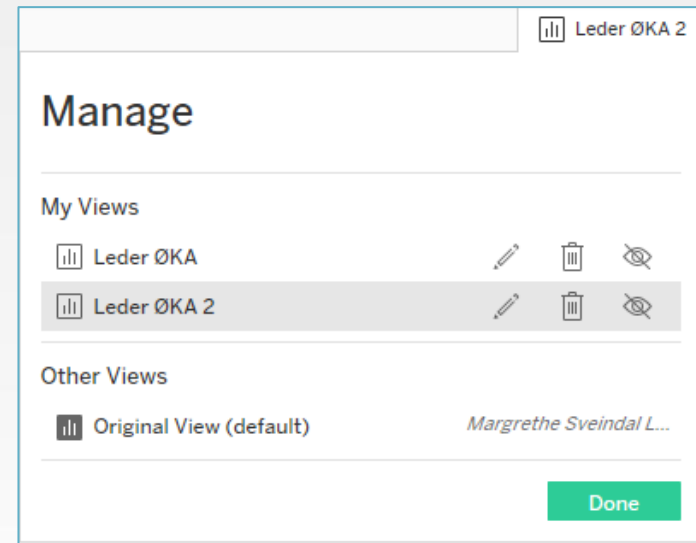 Leder ØKA 2
Manage
My Views
Leder ØKA
Leder ØKA 2
Other Views
Original View (default) Margrethe Sveindal L...
Done